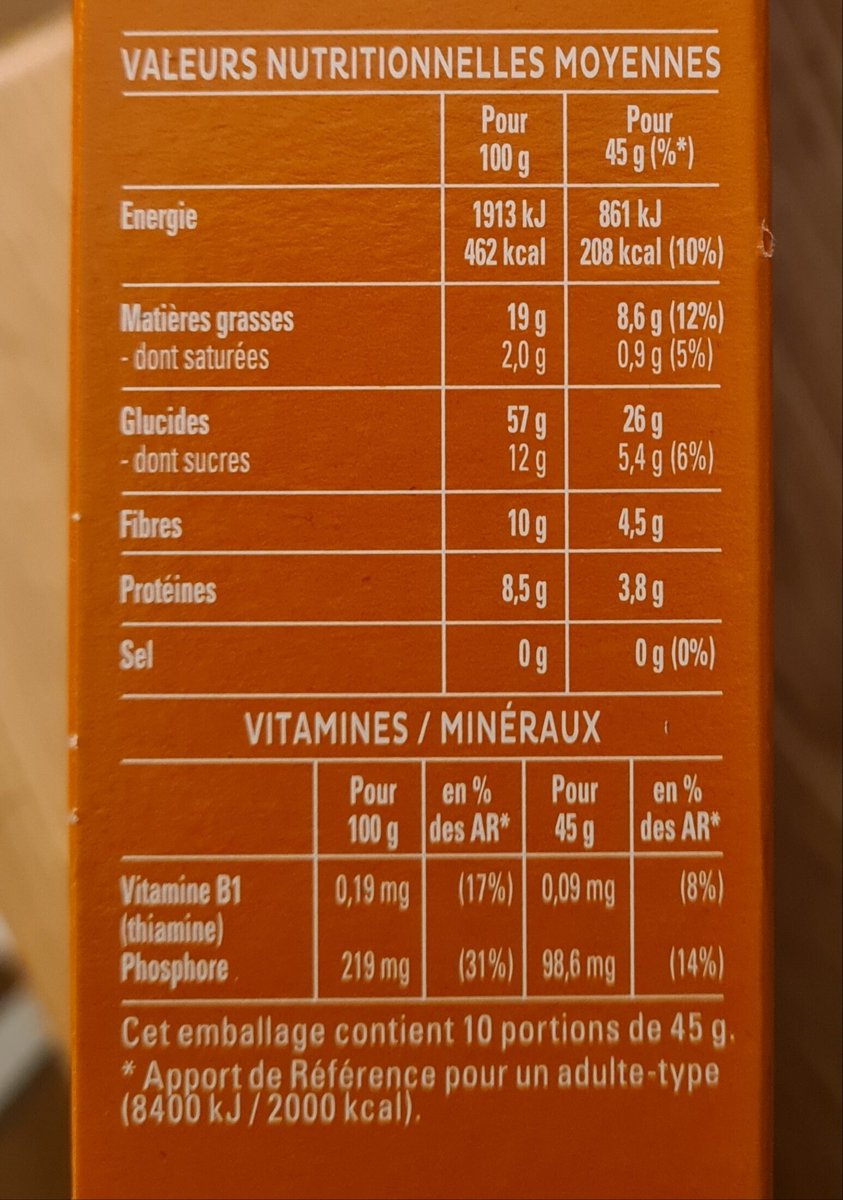 VALEURS NUTRITIONNELLES MOYENNES
Pour 100 g Pour 45 g (%*)
Energie 1913 kJ 861 kJ
462 kcal 208 kcal (10%)
Matières grasses 19 g 8,6 g (12%)
- dont saturées 2,0 g 0,9 g (5%)
Glucides 57 g 26 g
- dont sucres 12 g 5,4 g (6%)
Fibres 10 g 4,5 g
Protéines 8,5 g 3,8 g
Sel 0 g 0 g (0%)
VITAMINES / MINÉRAUX
Pour 100 g en % des AR* Pour 45 g en % des AR*
Vitamine B1 0,19 mg (17%) 0,09 mg (8%)
(thiamine)
Phosphore 219 mg (31%) 98,6 mg (14%)
Cet emballage contient 10 portions de 45 g.
* Apport de Référence pour un adulte-type
(8400 kJ / 2000 kcal).